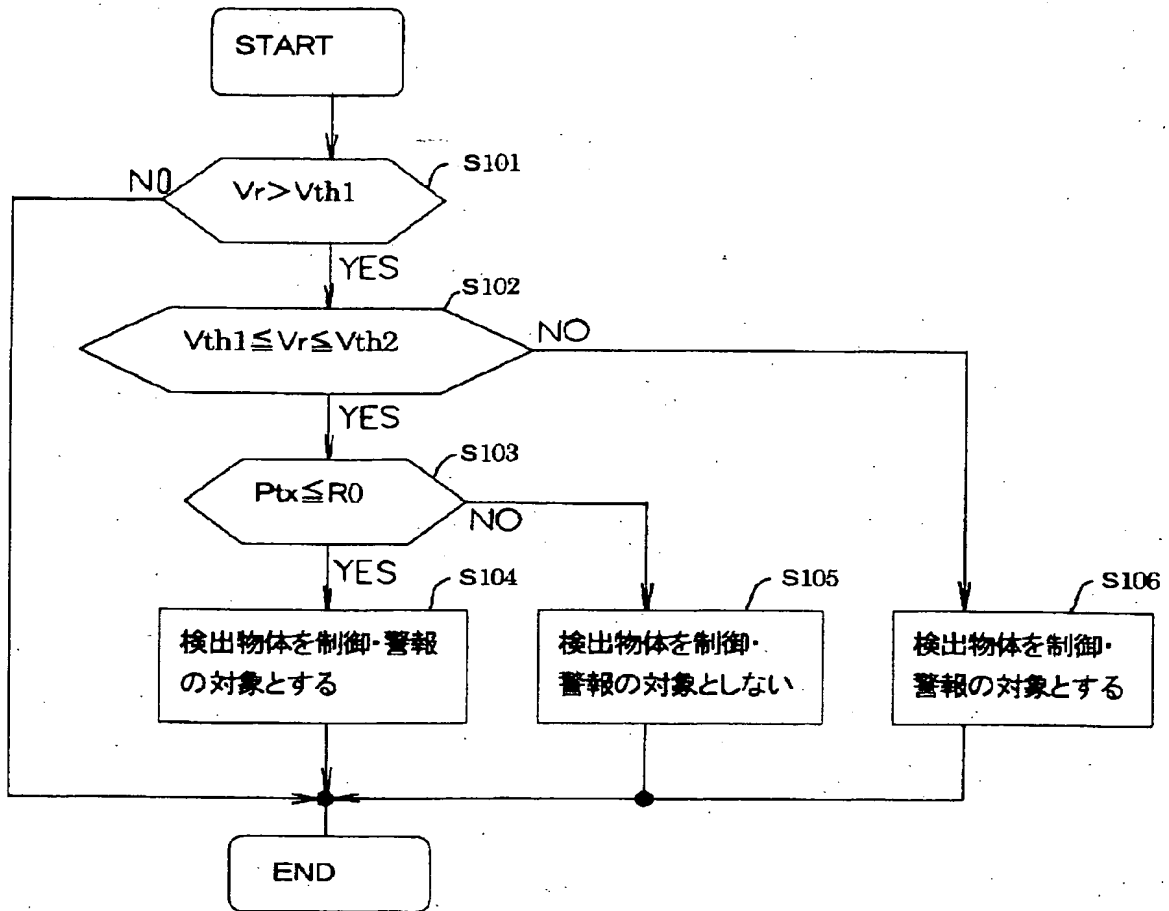 START
S101
NO
Vr>Vth1
YES
S102
Vth1≦Vr≦Vth2
NO
YES
S103
Ptx≦R0
NO
YES
S104
検出物体を制御・警報
の対象とする
S105
検出物体を制御・
警報の対象としない
S106
検出物体を制御・
警報の対象とする
END